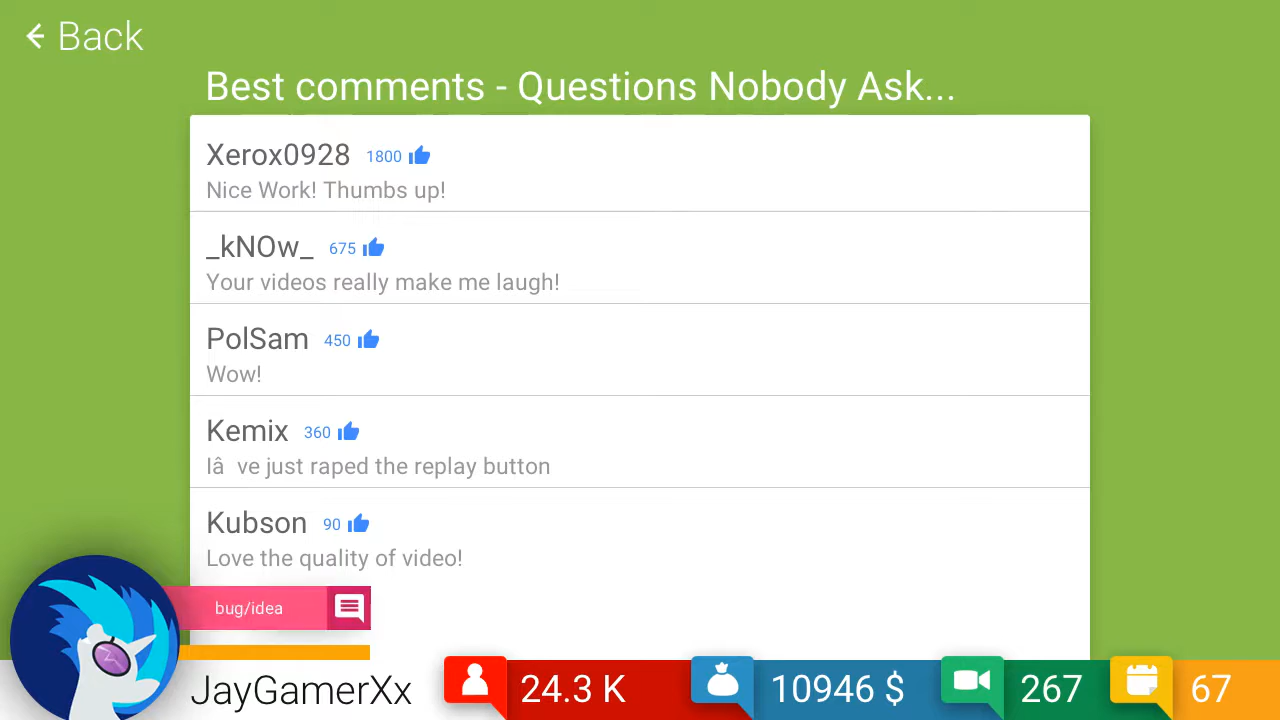 Back
Best comments - Questions Nobody Ask...
Xerox0928 1800
Nice Work! Thumbs up!
_kNOw_ 675
Your videos really make me laugh!
PolSam 450
Wow!
Kemix 360
Iâ  ve just raped the replay button
Kubson 90
Love the quality of video!
bug/idea
JayGamerXx 24.3 K 10946 $ 267 67